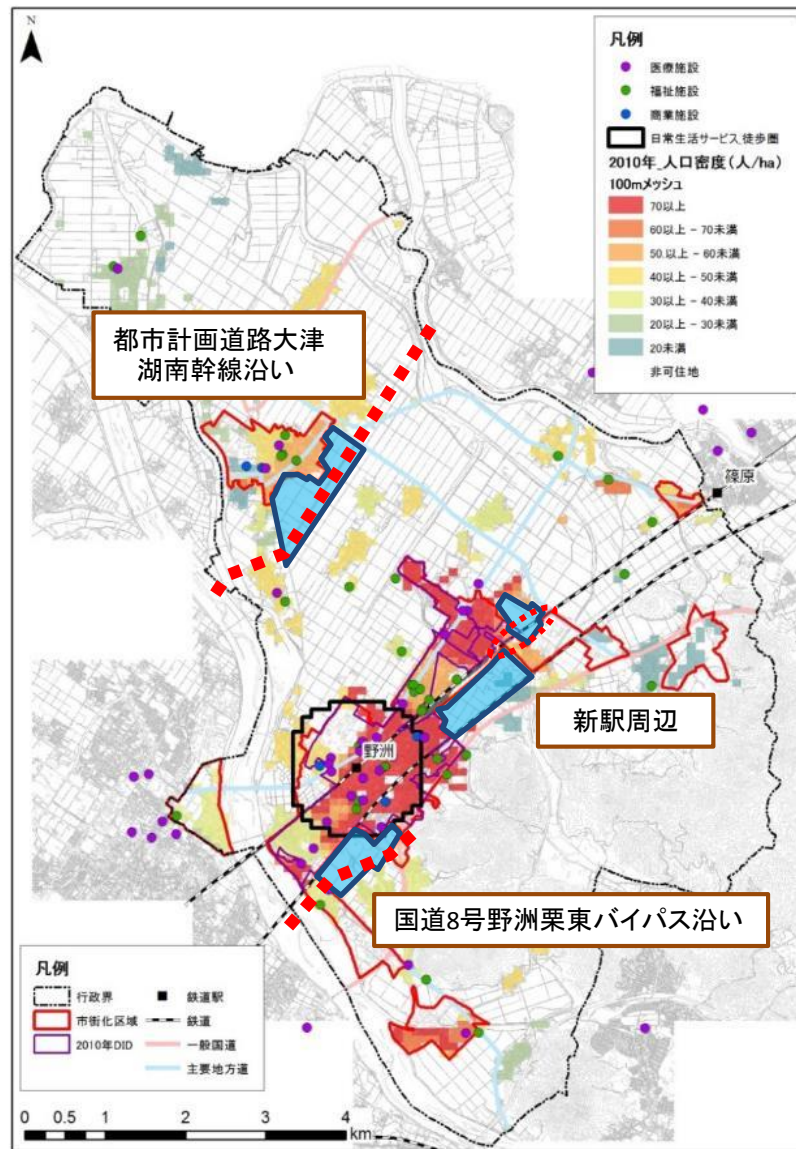 N
凡例
医療施設
福祉施設
商業施設
日常生活サービス_徒歩圏
2010年_人口密度(人/ha)
100mメッシュ
70以上
60以上 - 70未満
50.以上 - 60未満
40以上 - 50未満
30以上 - 40未満
20以上 - 30未満
20未満
非可住地
都市計画道路大津
湖南幹線沿い
篠原
新駅周辺
野洲
国道8号野洲栗東バイパス沿い
凡例
行政界
鉄道駅
市街化区域
鉄道
2010年DID
一般国道
主要地方道
0 0.5 1 2 3 4
km